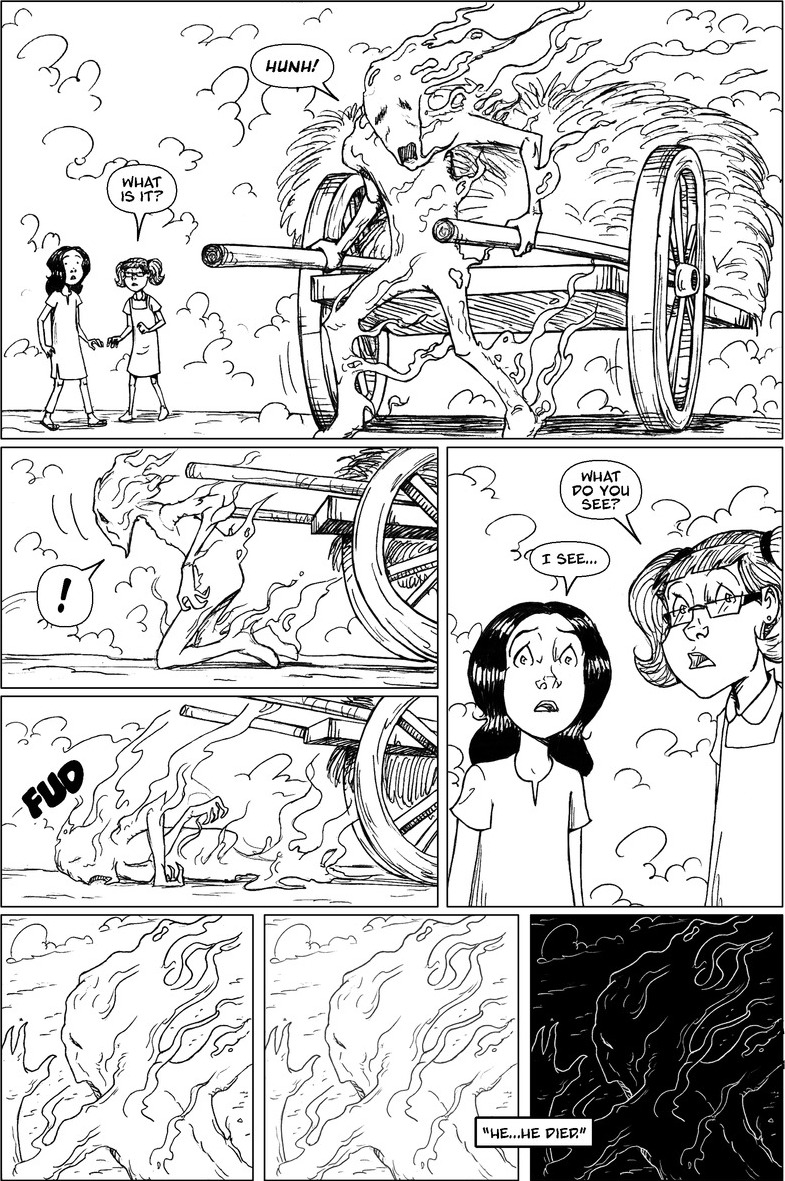 HUNH!
WHAT
IS IT?
!
WHAT
DO YOU
SEE?
I SEE...
FUD
"HE...HE DIED."